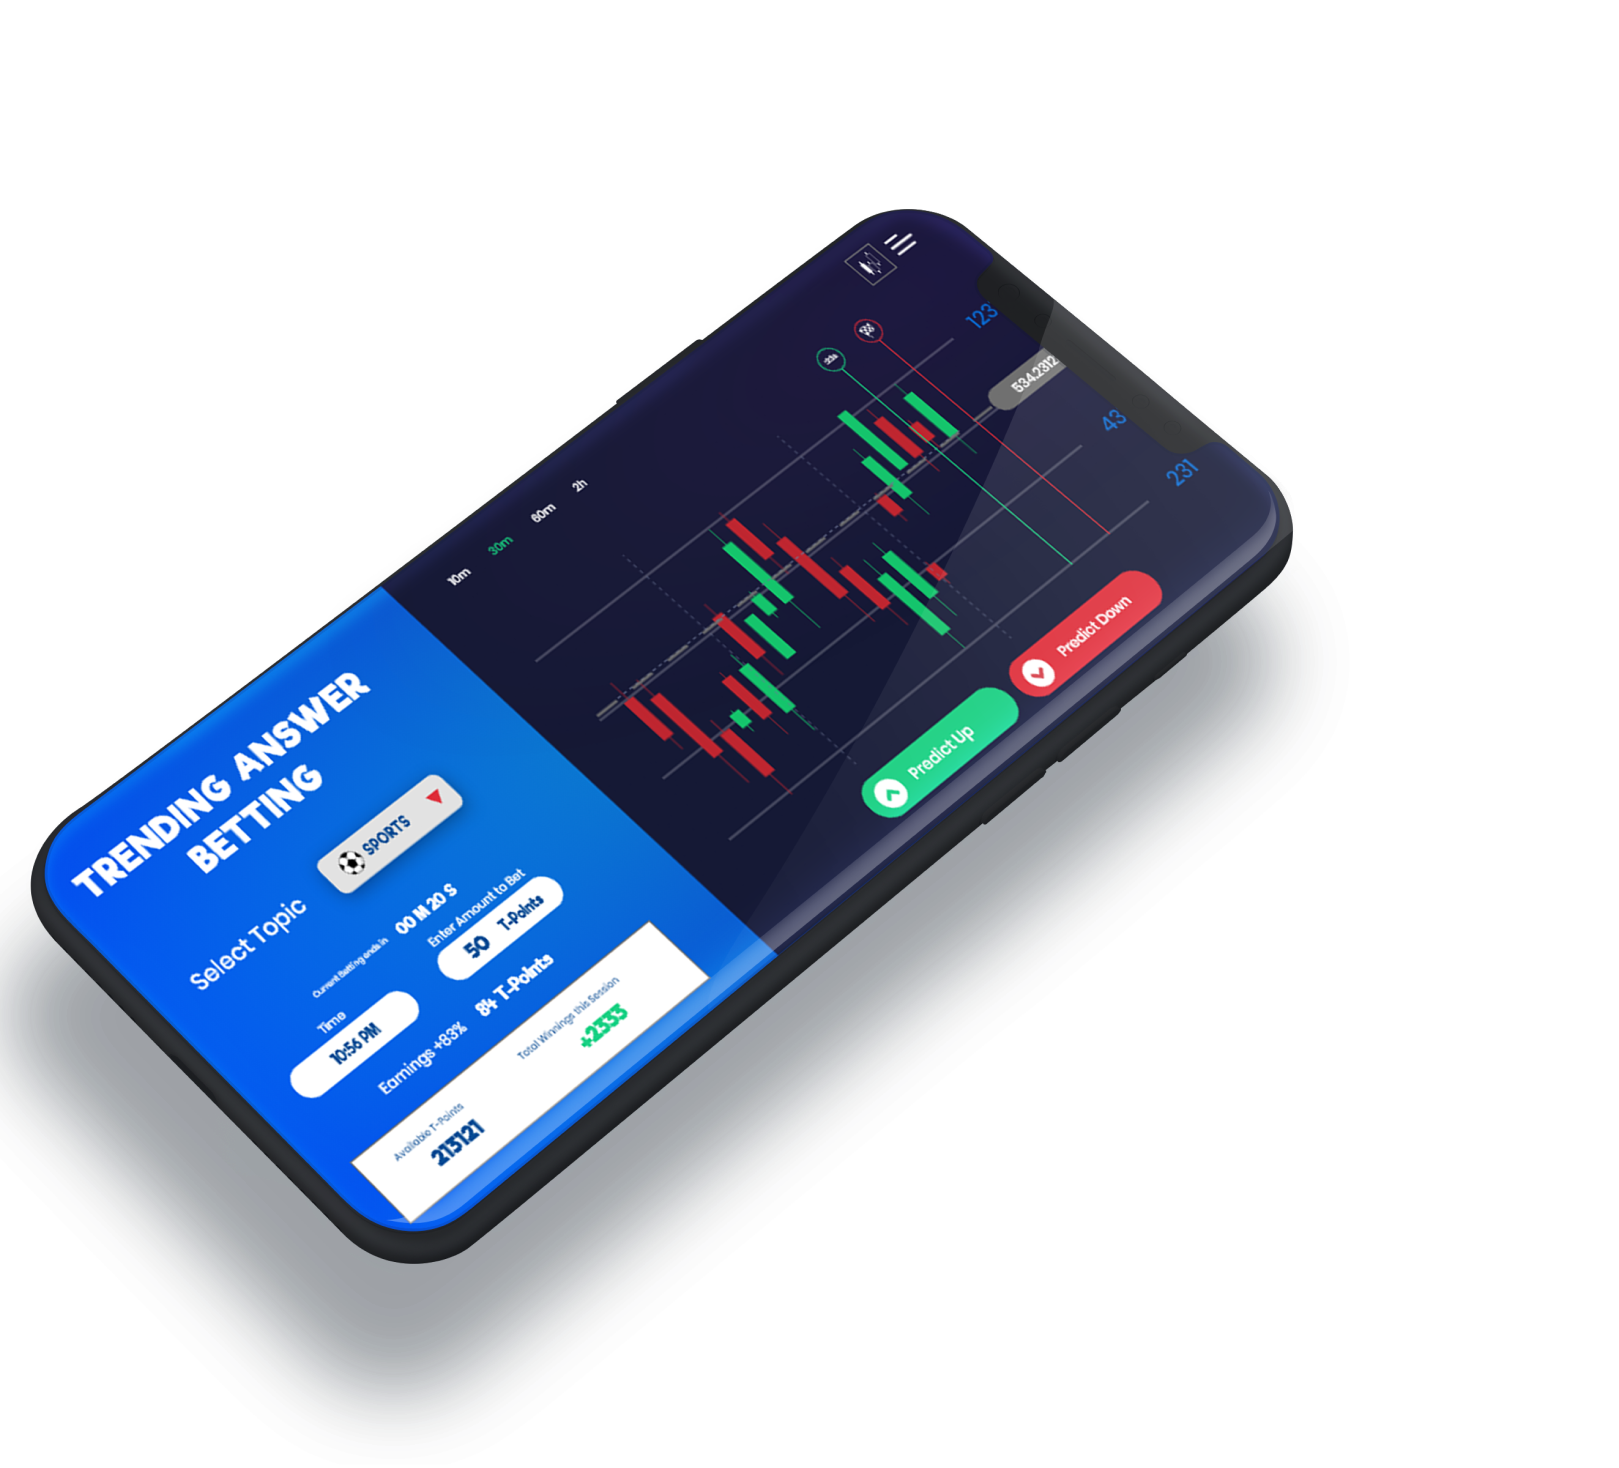 TRENDING ANSWER
BETTING
Select Topic
SPORTS
Current Betting ends in
00 M 20 S
Time
10:56 PM
Enter Amount to Bet
50 T-Points
Earnings +83%
84 T-Points
Available T-Points
213121
Total Winnings this Session
+2333
10m
30m
60m
2h
123
534.2312
43
231
Predict Up
Predict Down